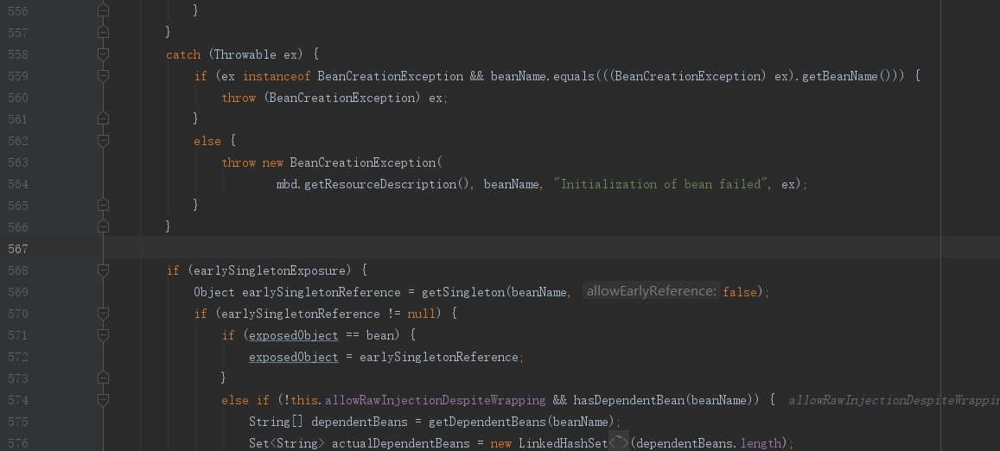 556 }
557 }
558 catch (Throwable ex) {
559 if (ex instanceof BeanCreationException && beanName.equals(((BeanCreationException) ex).getBeanName())) {
560 throw (BeanCreationException) ex;
561 }
562 else {
563 throw new BeanCreationException(
564 mbd.getResourceDescription(), beanName, "Initialization of bean failed", ex);
565 }
566 }
567
568 if (earlySingletonExposure) {
569 Object earlySingletonReference = getSingleton(beanName, allowEarlyReference: false);
570 if (earlySingletonReference != null) {
571 if (exposedObject == bean) {
572 exposedObject = earlySingletonReference;
573 }
574 else if (!this.allowRawInjectionDespiteWrapping && hasDependentBean(beanName)) { allowRawInjectionDespiteWrappin
575 String[] dependentBeans = getDependentBeans(beanName);
576 Set<String> actualDependentBeans = new LinkedHashSet<~>(dependentBeans.length);